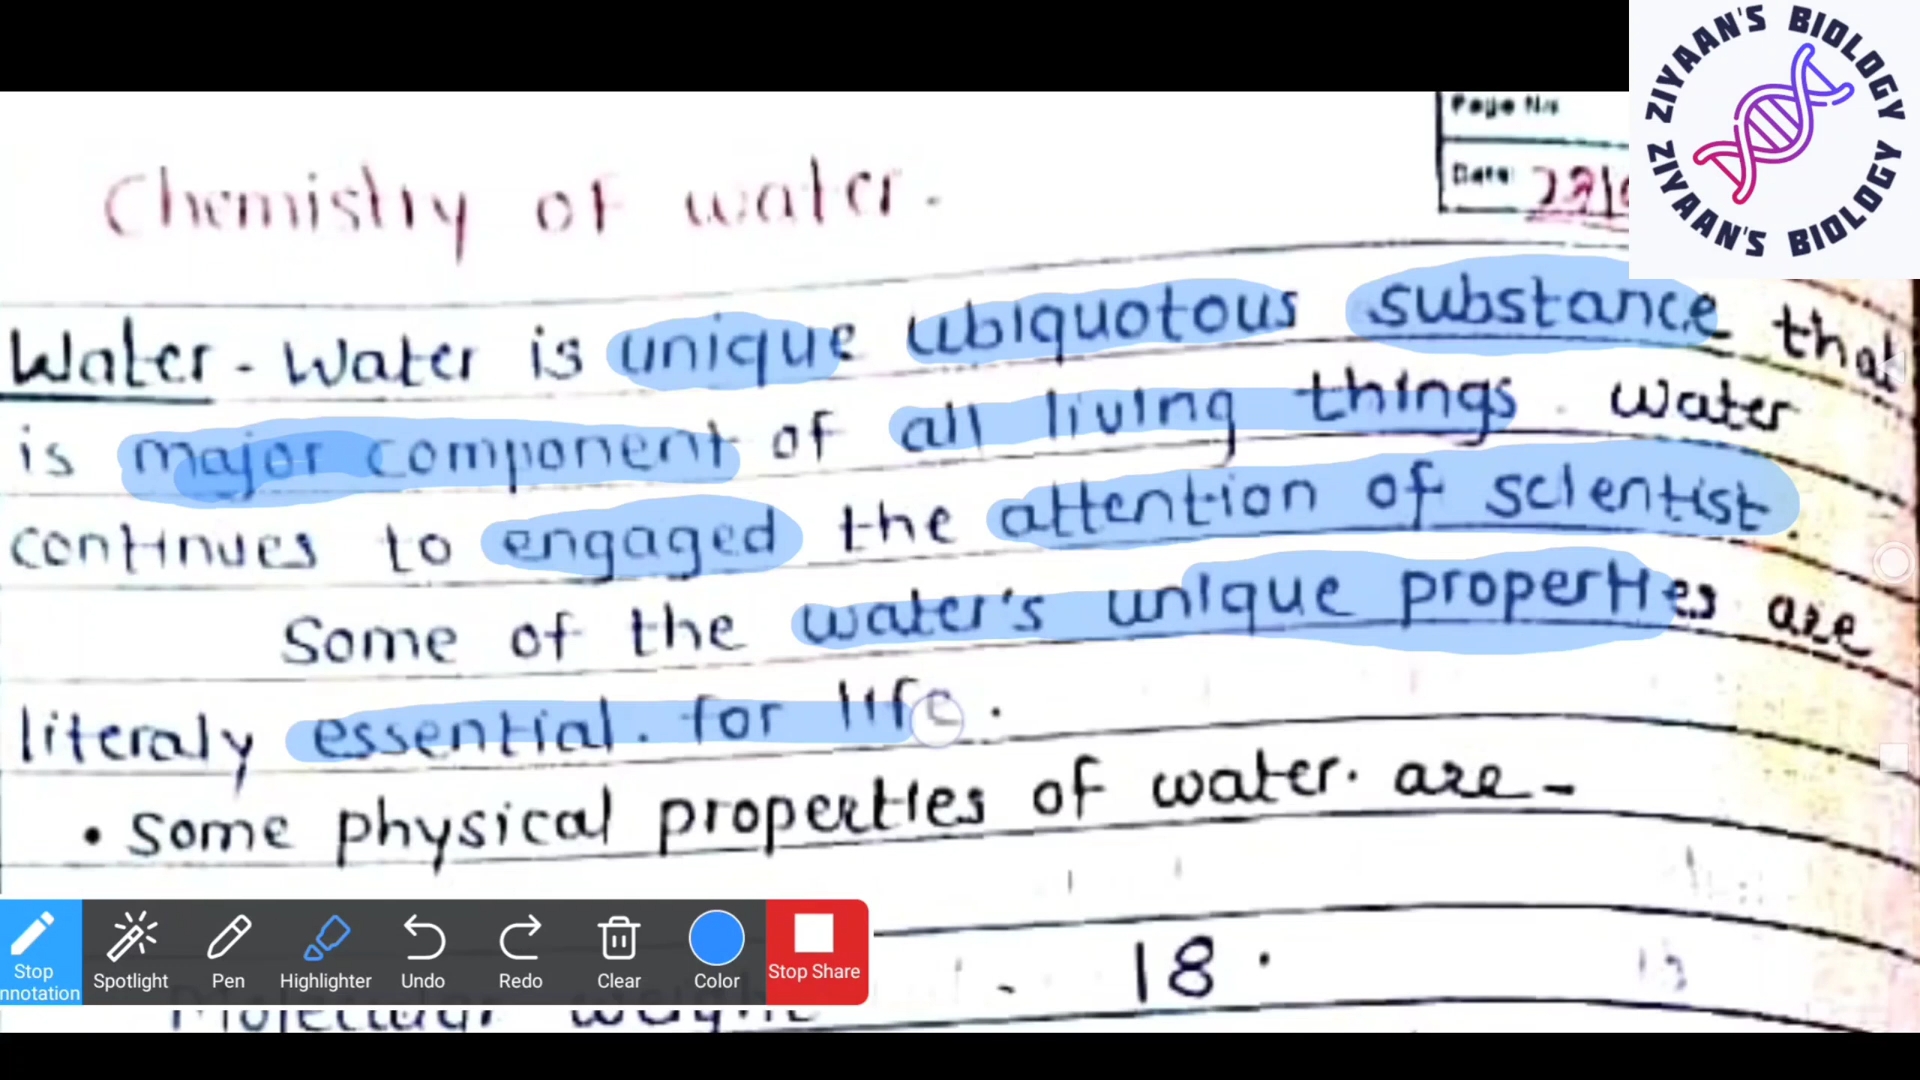 ZIYAAN'S BIOLOGY
ZIYAAN'S BIOLOGY
Page No
Date:
Chemistry of water.
Water - Water is unique ubiquotous substance that
is major component of all living things. water
continues to engaged the attention of scientist.
Some of the water's unique properties are
literaly essential. for life.
• Some physical properties of water. are -
Molecular weight - 18.
Stop
nnotation
Spotlight
Pen
Highlighter
Undo
Redo
Clear
Color
Stop Share